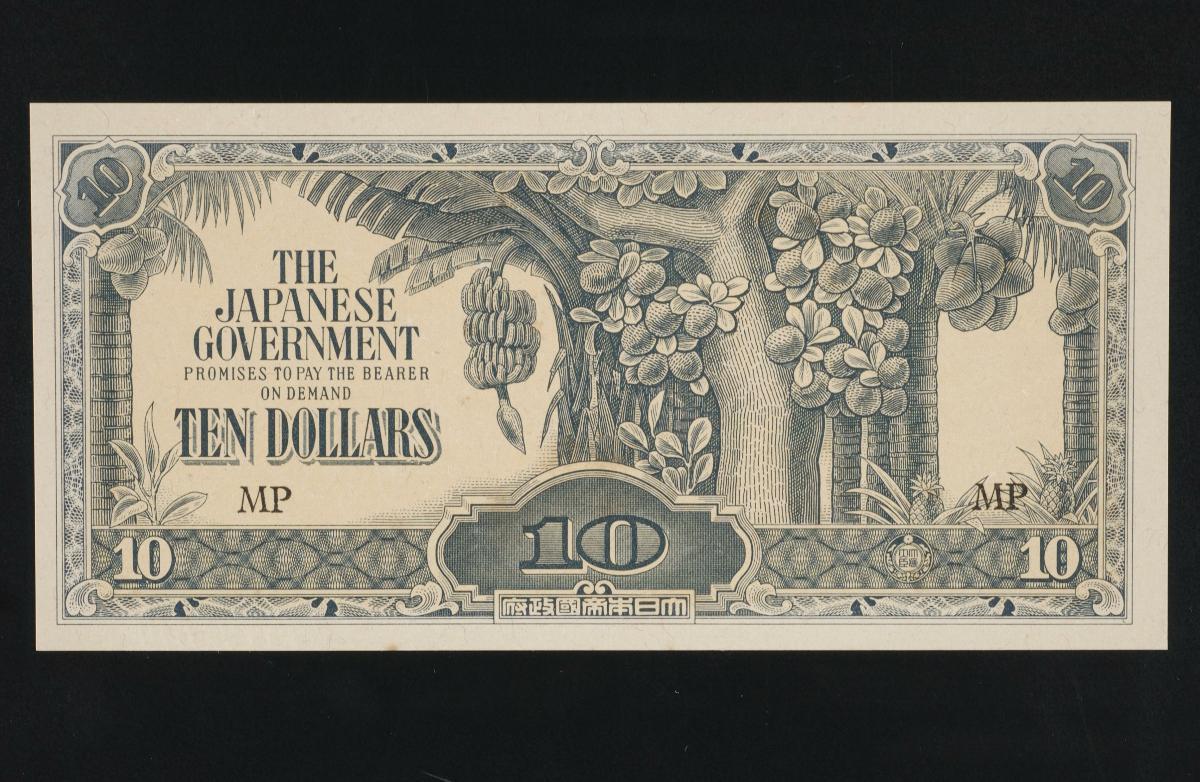 10
10
THE
JAPANESE
GOVERNMENT
PROMISES TO PAY THE BEARER
ON DEMAND
TEN DOLLARS
MP
MP
10
10
10
大日本帝國政府